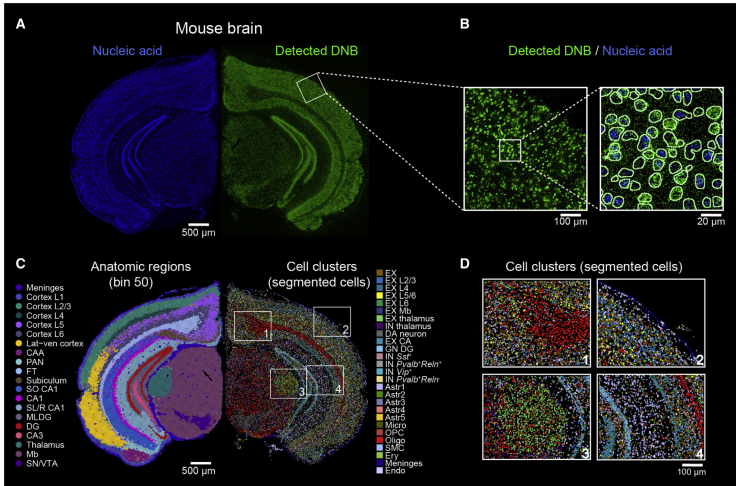 A
Mouse brain
Nucleic acid
Detected DNB
500 µm
B
Detected DNB / Nucleic acid
100 µm
20 µm
C
Anatomic regions
(bin 50)
Cell clusters
(segmented cells)
Meninges
Cortex L1
Cortex L2/3
Cortex L4
Cortex L5
Cortex L6
Lat-ven cortex
CAA
PAN
FT
Subiculum
SO CA1
CA1
SL/R CA1
MLDG
DG
CA3
Thalamus
Mb
SN/VTA
500 µm
1
2
3
4
EX
EX L2/3
EX L4
EX L5/6
EX L6
EX Mb
EX thalamus
IN thalamus
DA neuron
EX CA
GN DG
IN Sst⁺
IN Pvalb⁺Reln⁺
IN Vip⁺
IN Pvalb⁺Reln⁻
Astr1
Astr2
Astr3
Astr4
Astr5
Micro
OPC
Oligo
SMC
Ery
Meninges
Endo
D
Cell clusters (segmented cells)
1
2
3
4
100 µm